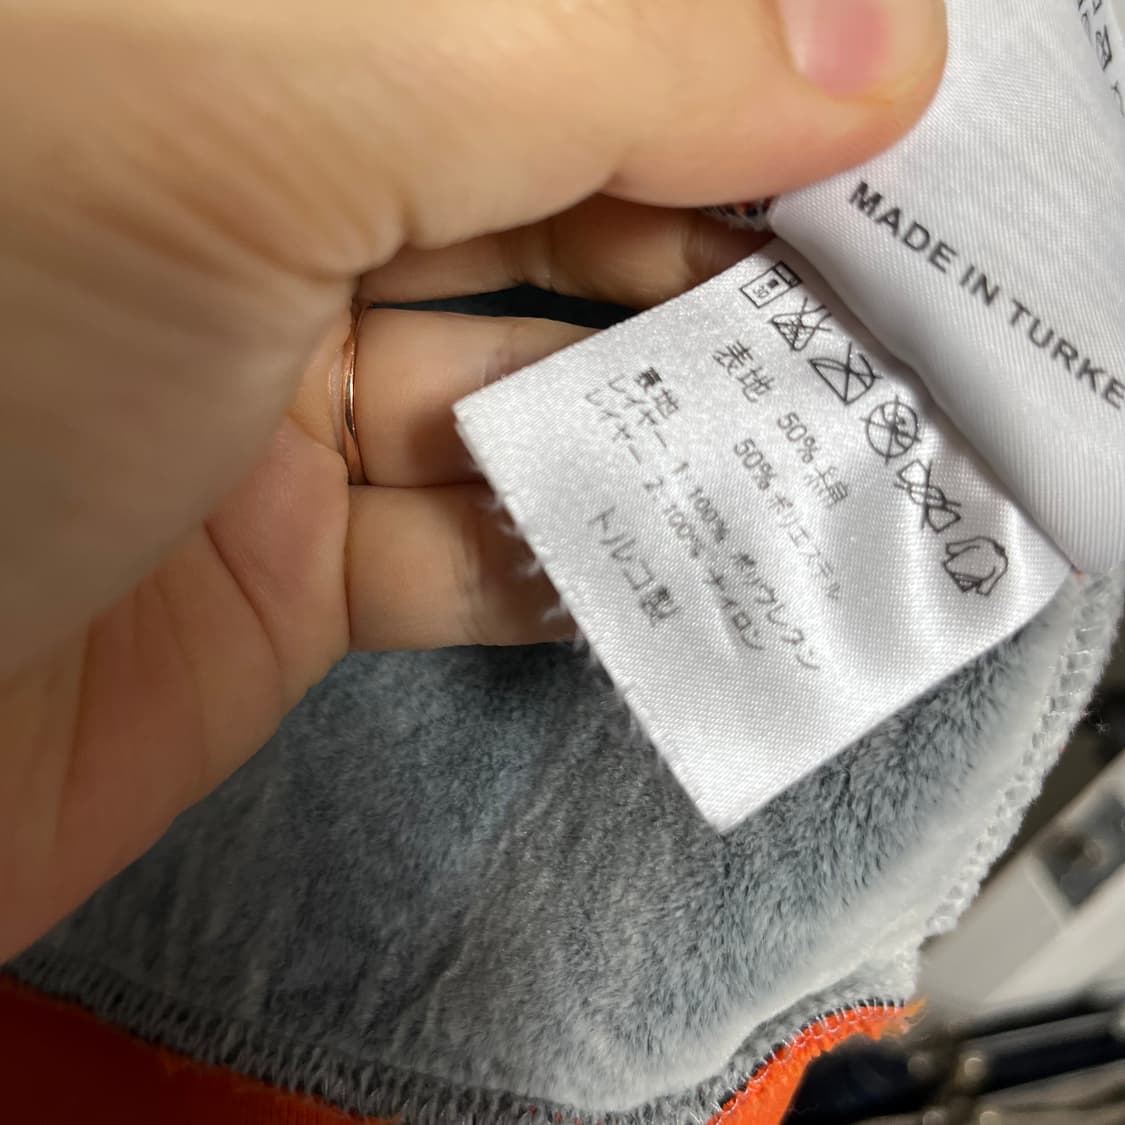 MADE IN TURKE
30
表地 50% 綿
50% ポリエステル
裏地
レイヤー 1: 100% ポリウレタン
レイヤー 2: 100% ナイロン
トルコ製